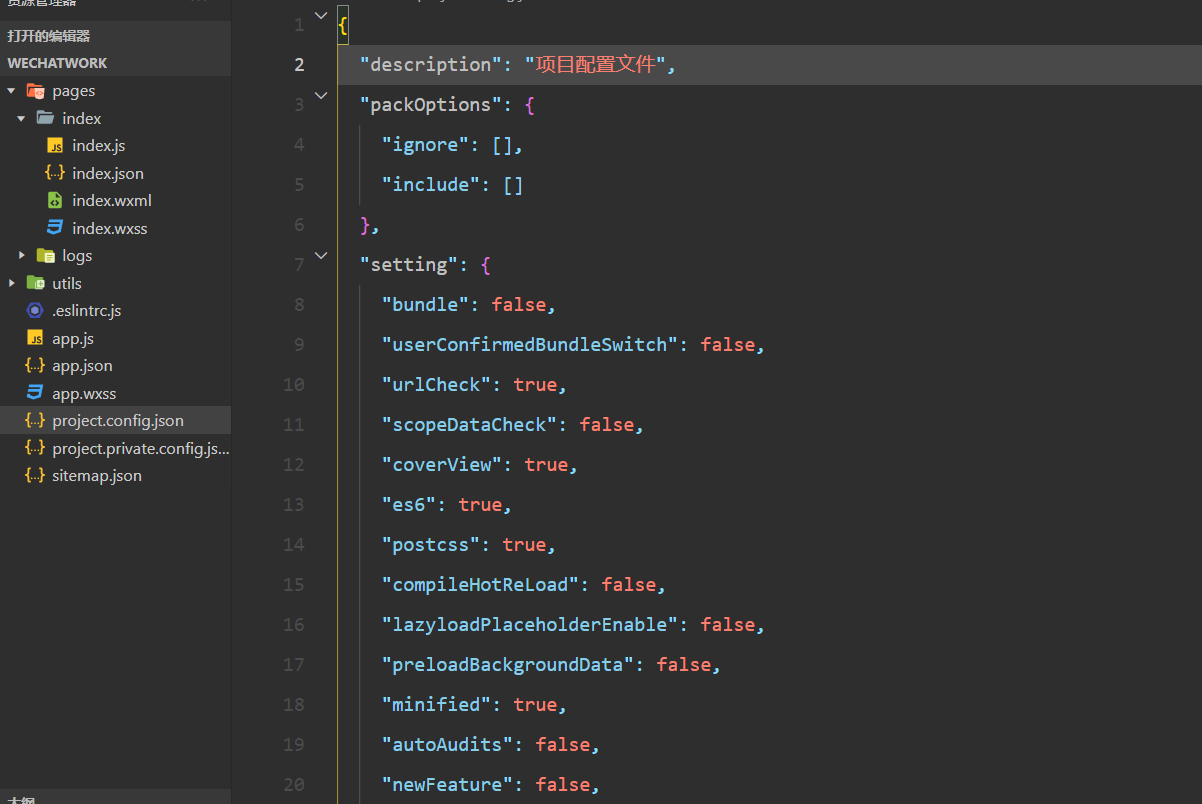 打开的编辑器
WECHATWORK
pages
index
index.js
index.json
index.wxml
index.wxss
logs
utils
.eslintrc.js
app.js
app.json
app.wxss
project.config.json
project.private.config.js...
sitemap.json
1 {
2 "description": "项目配置文件",
3 "packOptions": {
4 "ignore": [],
5 "include": []
6 },
7 "setting": {
8 "bundle": false,
9 "userConfirmedBundleSwitch": false,
10 "urlCheck": true,
11 "scopeDataCheck": false,
12 "coverView": true,
13 "es6": true,
14 "postcss": true,
15 "compileHotReLoad": false,
16 "lazyloadPlaceholderEnable": false,
17 "preloadBackgroundData": false,
18 "minified": true,
19 "autoAudits": false,
20 "newFeature": false,